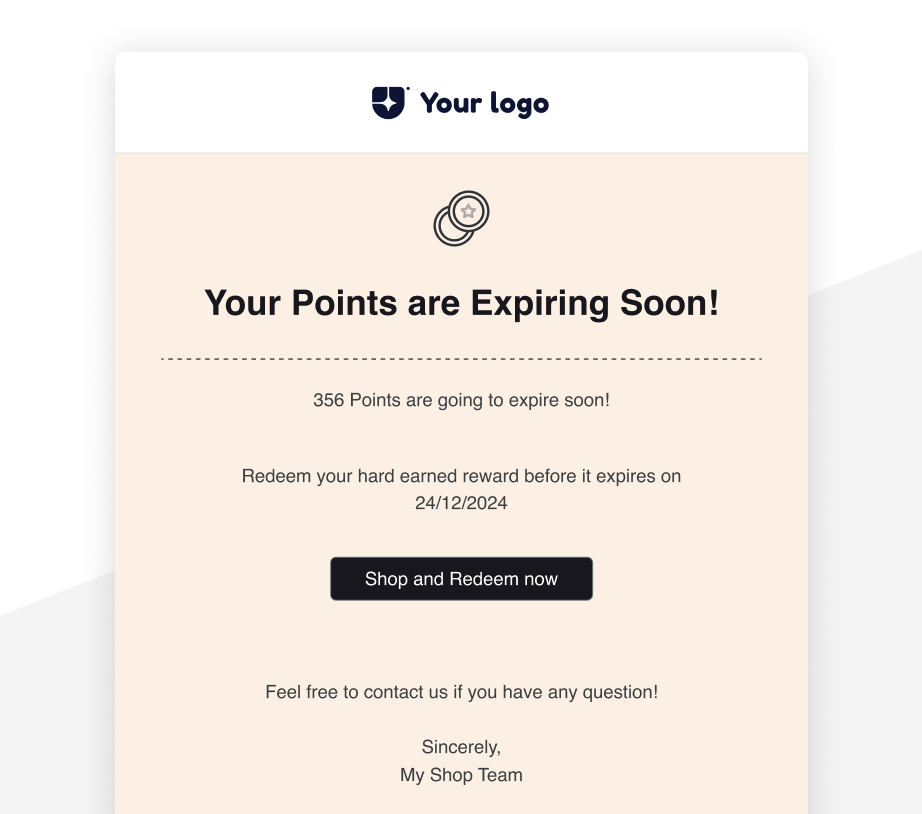 Your logo
Your Points are Expiring Soon!
356 Points are going to expire soon!
Redeem your hard earned reward before it expires on
24/12/2024
Shop and Redeem now
Feel free to contact us if you have any question!
Sincerely,
My Shop Team